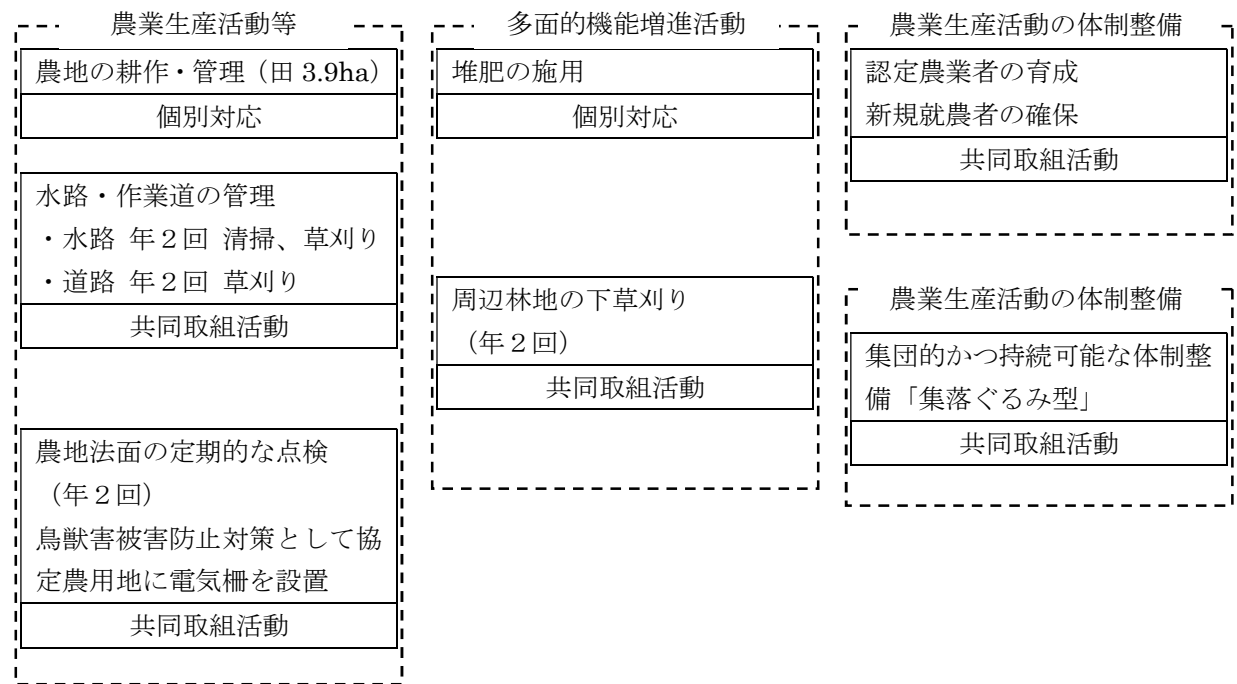 農業生産活動等
農地の耕作・管理（田 3.9ha）
個別対応
水路・作業道の管理
・水路 年２回 清掃、草刈り
・道路 年２回 草刈り
共同取組活動
農地法面の定期的な点検
（年２回）
鳥獣害被害防止対策として協
定農用地に電気柵を設置
共同取組活動
多面的機能増進活動
堆肥の施用
個別対応
周辺林地の下草刈り
（年２回）
共同取組活動
農業生産活動の体制整備
認定農業者の育成
新規就農者の確保
共同取組活動
農業生産活動の体制整備
集団的かつ持続可能な体制整
備「集落ぐるみ型」
共同取組活動